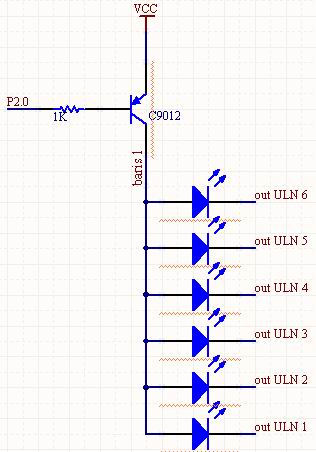 VCC
P2.0
1K
C9012
baris 1
out ULN 6
out ULN 5
out ULN 4
out ULN 3
out ULN 2
out ULN 1